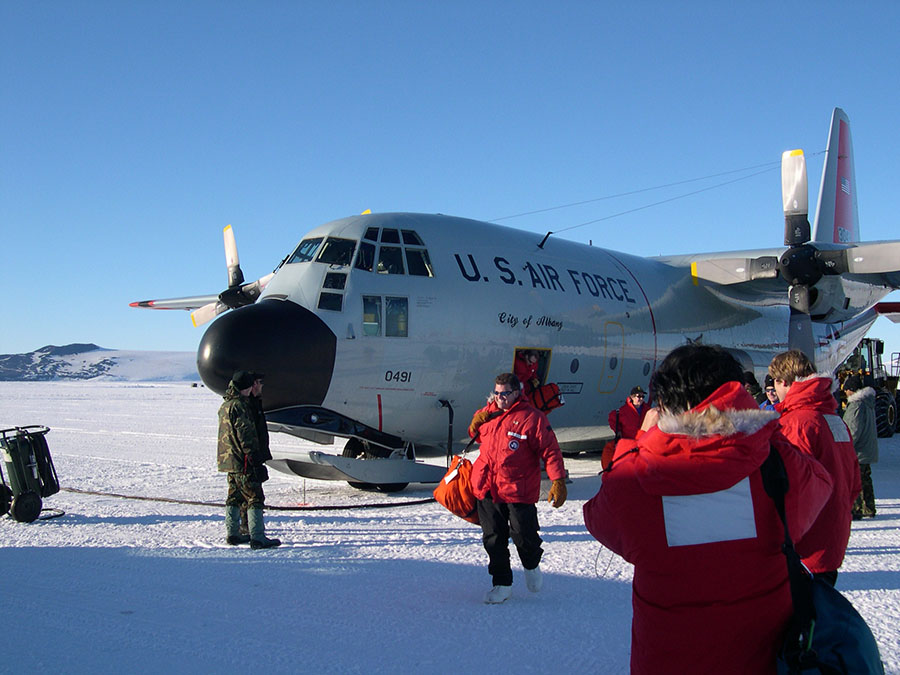 U.S. AIR FORCE
City of Albany
0491